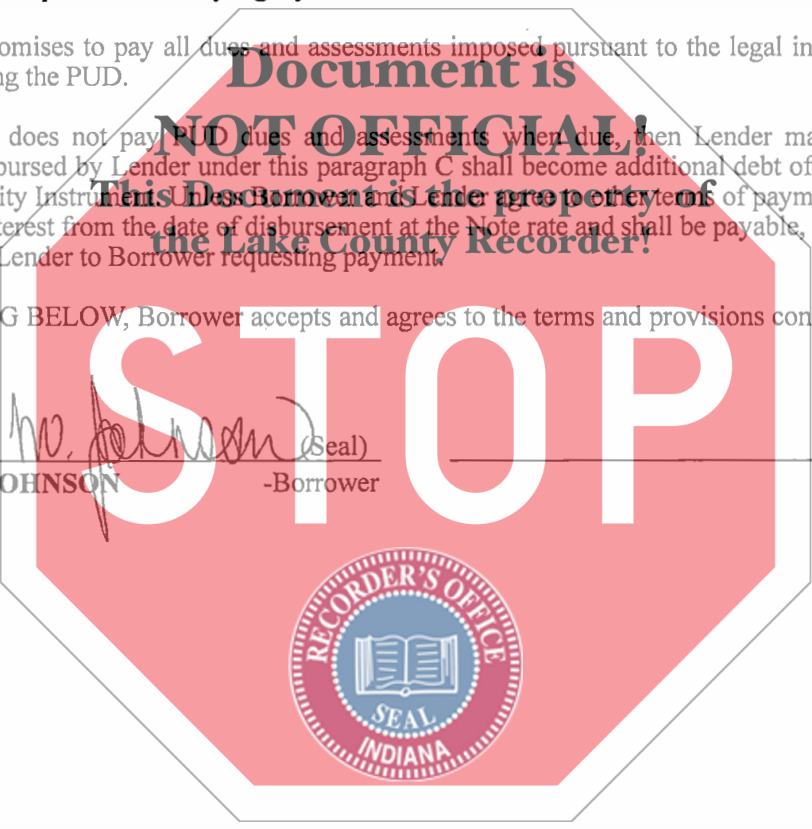 omises to pay all dues and assessments imposed pursuant to the legal in
ng the PUD.
Document is
NOT OFFICIAL!
does not pay PUD dues and assessments when due, then Lender ma
bursed by Lender under this paragraph C shall become additional debt of
This Document is the property of
ity Instrument. Unless Borrower and Lender agree to other terms of paym
terest from the date of disbursement at the Note rate and shall be payable,
the Lake County Recorder!
Lender to Borrower requesting payment.
G BELOW, Borrower accepts and agrees to the terms and provisions con
STOP
(Seal)
OHNSON -Borrower
RECORDER'S OFFICE
SEAL
INDIANA